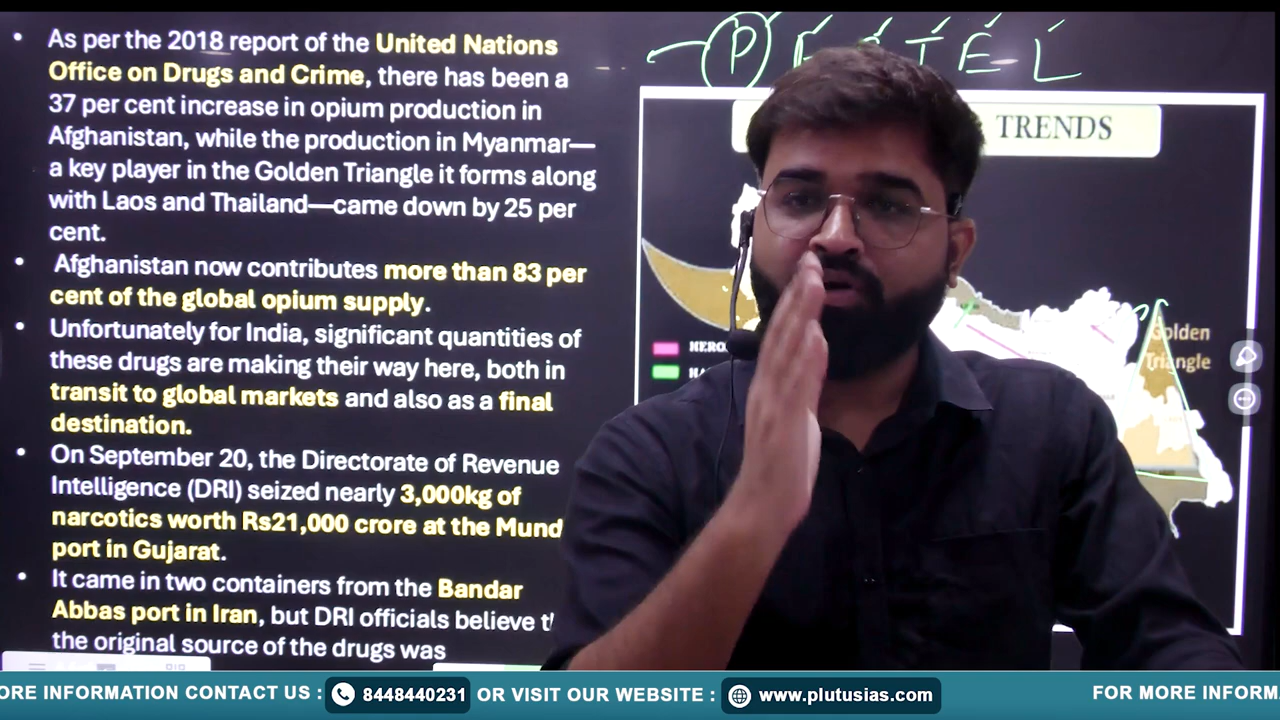 • As per the 2018 report of the United Nations
Office on Drugs and Crime, there has been a
37 per cent increase in opium production in
Afghanistan, while the production in Myanmar—
a key player in the Golden Triangle it forms along
with Laos and Thailand—came down by 25 per
cent.
• Afghanistan now contributes more than 83 per
cent of the global opium supply.
• Unfortunately for India, significant quantities of
these drugs are making their way here, both in
transit to global markets and also as a final
destination.
• On September 20, the Directorate of Revenue
Intelligence (DRI) seized nearly 3,000kg of
narcotics worth Rs21,000 crore at the Mund
port in Gujarat.
• It came in two containers from the Bandar
Abbas port in Iran, but DRI officials believe t
the original source of the drugs was
P E S T E L
TRENDS
HERO
HA
Golden
Triangle
ORE INFORMATION CONTACT US : 8448440231 OR VISIT OUR WEBSITE : www.plutusias.com FOR MORE INFORM